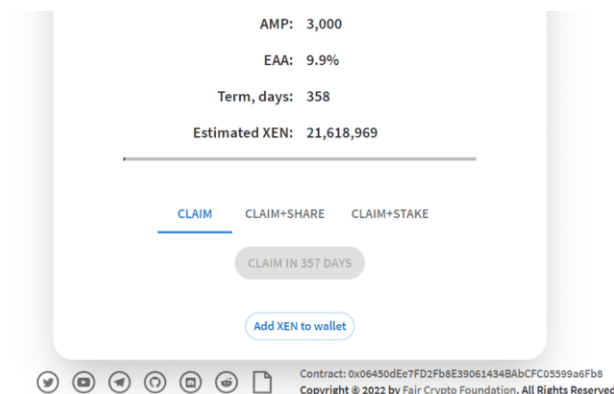 AMP: 3,000
EAA: 9.9%
Term, days: 358
Estimated XEN: 21,618,969
CLAIM CLAIM+SHARE CLAIM+STAKE
CLAIM IN 357 DAYS
Add XEN to wallet
Contract: 0x06450dEe7FD2Fb8E39061434BAbCFC05599a6Fb8
Copyright © 2022 by Fair Crypto Foundation. All Rights Reserved